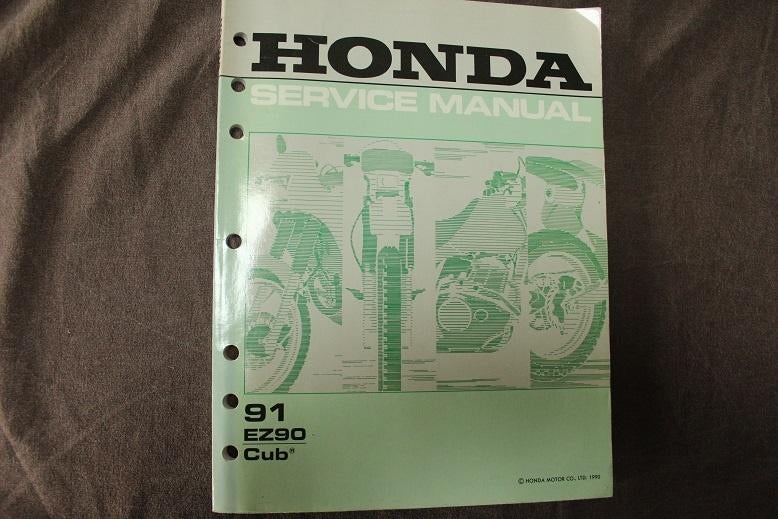 HONDA
SERVICE MANUAL
91
EZ90
Cub®
© HONDA MOTOR CO., LTD. 1990